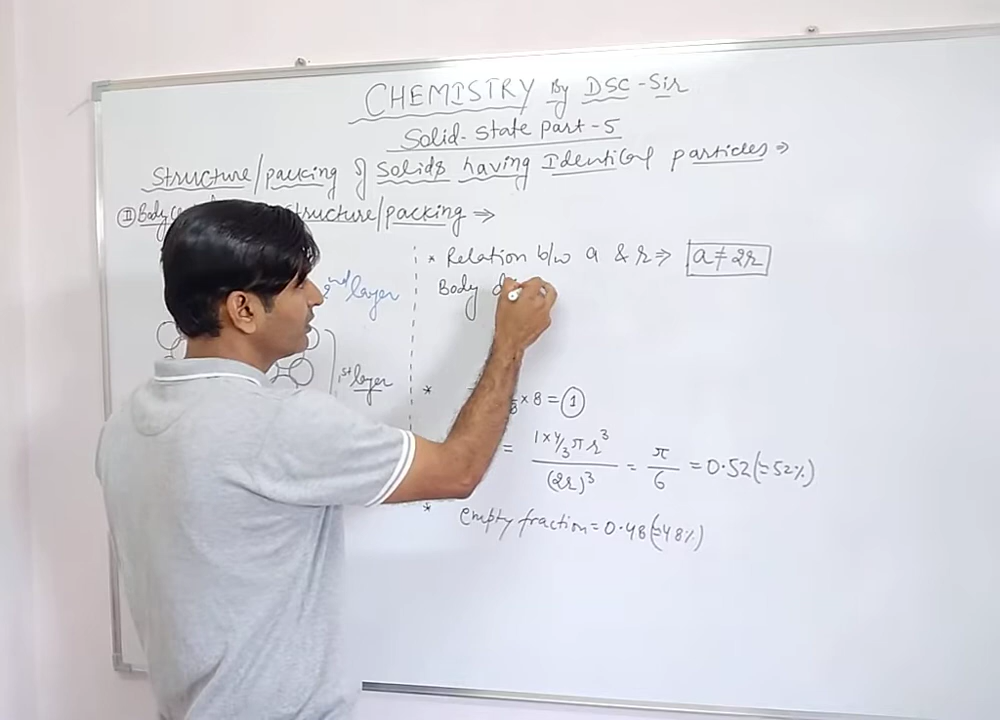 CHEMISTRY By DSC-Sir
Solid-State Part-5
Structure/packing of Solids having Identical particles ⇒
II Body Structure/packing ⇒
2nd layer
1st layer
* Relation b/w a & r ⇒ a ≠ 2r
Body
* × 8 = 1
= 1×4/3πr³/(2r)³ = π/6 = 0.52(=52%)
* empty fraction = 0.48(=48%)